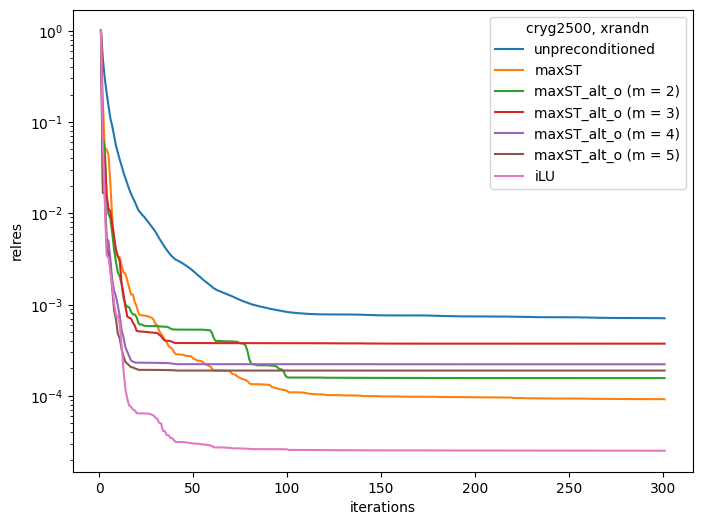 cryg2500, xrandn
unpreconditioned
maxST
maxST_alt_o (m = 2)
maxST_alt_o (m = 3)
maxST_alt_o (m = 4)
maxST_alt_o (m = 5)
iLU
10⁰
10⁻¹
10⁻²
10⁻³
10⁻⁴
relres
0 50 100 150 200 250 300
iterations